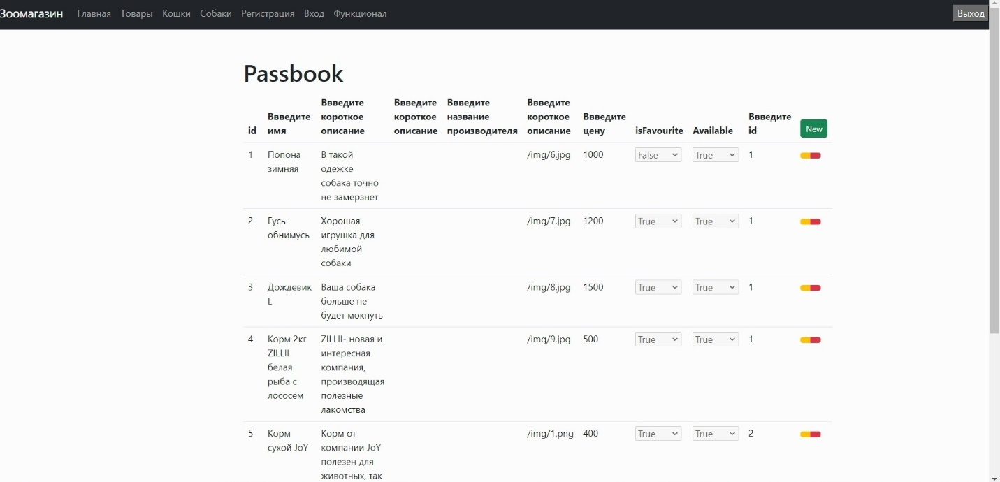 Зоомагазин Главная Товары Кошки Собаки Регистрация Вход Функционал Выход
Passbook
id
Ввведите
имя
Ввведите
короткое
описание
Ввведите
короткое
описание
Ввведите
название
производителя
Ввведите
короткое
описание
Ввведите
цену
isFavourite
Available
Ввведите
id
New
1
Попона
зимняя
В такой
одежке
собака точно
не замерзнет
/img/6.jpg
1000
False
True
1
2
Гусь-
обнимусь
Хорошая
игрушка для
любимой
собаки
/img/7.jpg
1200
True
True
1
3
Дождевик
L
Ваша собака
больше не
будет мокнуть
/img/8.jpg
1500
True
True
1
4
Корм 2кг
ZILLII
белая
рыба с
лососем
ZILLII- новая и
интересная
компания,
производящая
полезные
лакомства
/img/9.jpg
500
True
True
1
5
Корм
сухой JoY
Корм от
компании JoY
полезен для
животных, так
/img/1.png
400
True
True
2